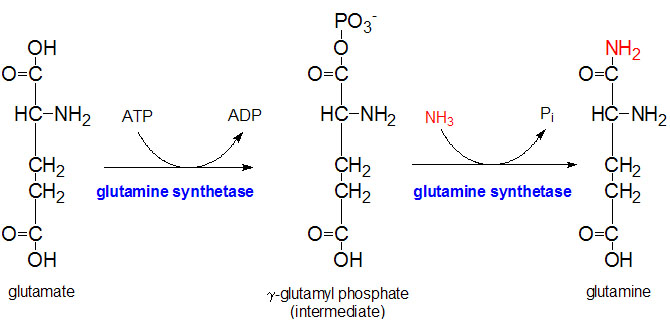 OH
O=C
HC-NH2
CH2
CH2
O=C
OH
glutamate
ATP
ADP
glutamine synthetase
PO3-
O
O=C
HC-NH2
CH2
CH2
O=C
OH
γ-glutamyl phosphate
(intermediate)
NH3
Pi
glutamine synthetase
NH2
O=C
HC-NH2
CH2
CH2
O=C
OH
glutamine